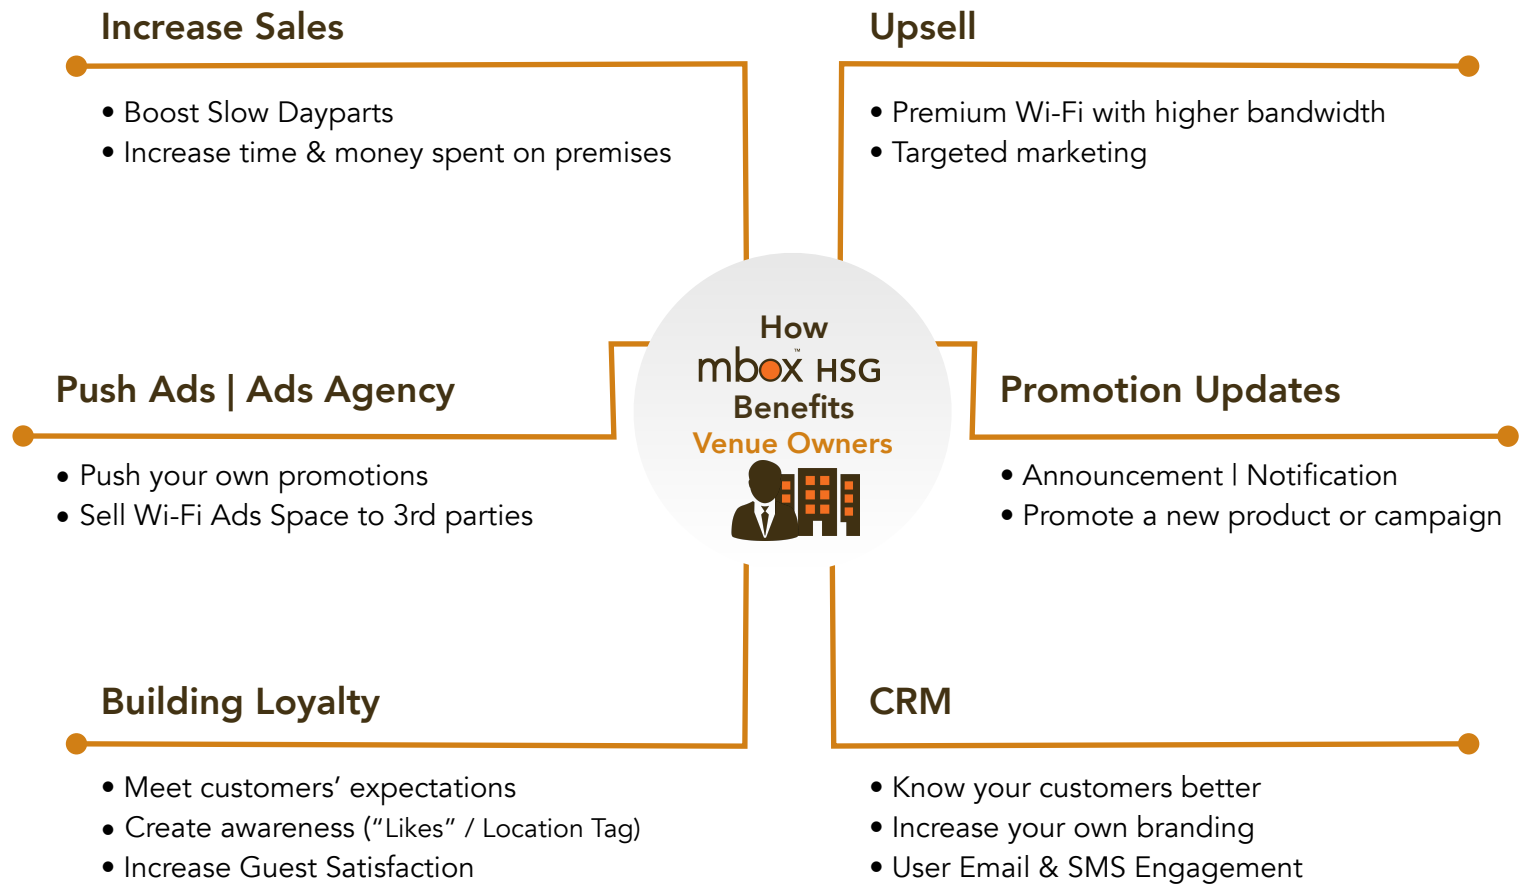 Increase Sales
• Boost Slow Dayparts
• Increase time & money spent on premises
Upsell
• Premium Wi-Fi with higher bandwidth
• Targeted marketing
How
mbox™ HSG
Benefits
Venue Owners
Push Ads | Ads Agency
• Push your own promotions
• Sell Wi-Fi Ads Space to 3rd parties
Promotion Updates
• Announcement | Notification
• Promote a new product or campaign
Building Loyalty
• Meet customers’ expectations
• Create awareness (“Likes” / Location Tag)
• Increase Guest Satisfaction
CRM
• Know your customers better
• Increase your own branding
• User Email & SMS Engagement